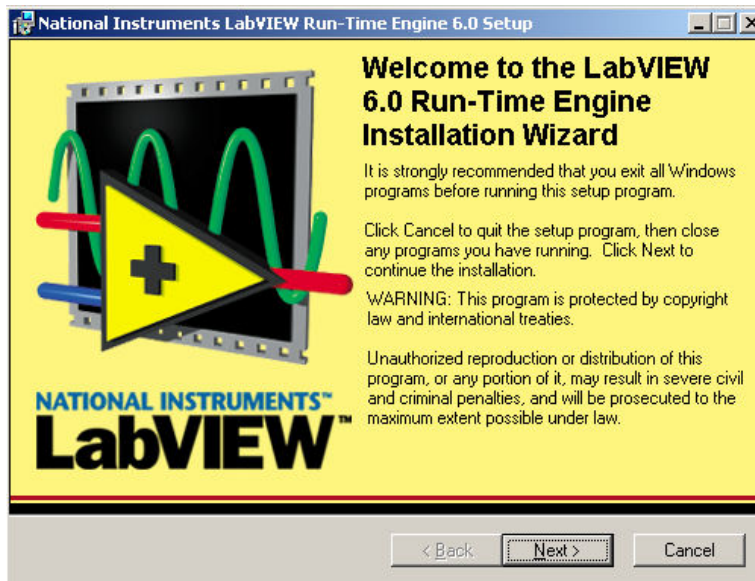 National Instruments LabVIEW Run-Time Engine 6.0 Setup
Welcome to the LabVIEW
6.0 Run-Time Engine
Installation Wizard
It is strongly recommended that you exit all Windows
programs before running this setup program.
Click Cancel to quit the setup program, then close
any programs you have running. Click Next to
continue the installation.
WARNING: This program is protected by copyright
law and international treaties.
Unauthorized reproduction or distribution of this
program, or any portion of it, may result in severe civil
and criminal penalties, and will be prosecuted to the
maximum extent possible under law.
NATIONAL INSTRUMENTS™
LabVIEW™
< Back
Next >
Cancel